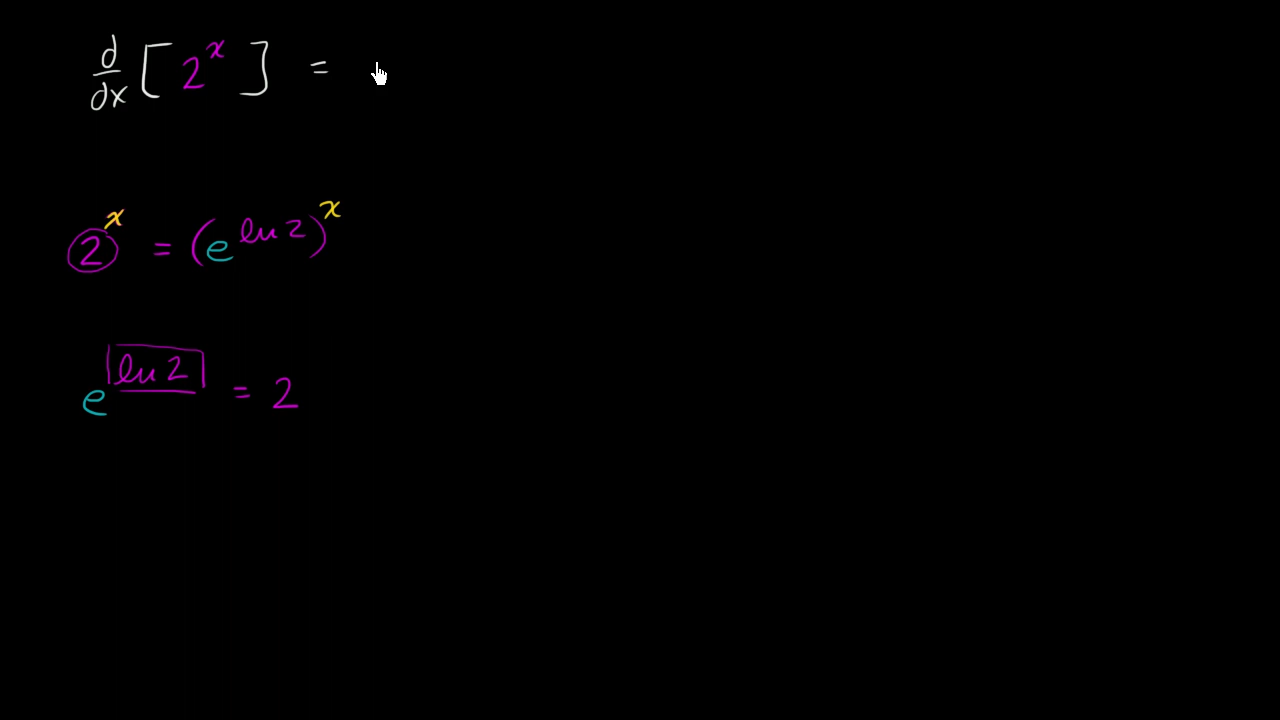 d/dx [ 2^x ] =
2^x = (e^{ln 2})^x
e^{ln 2} = 2